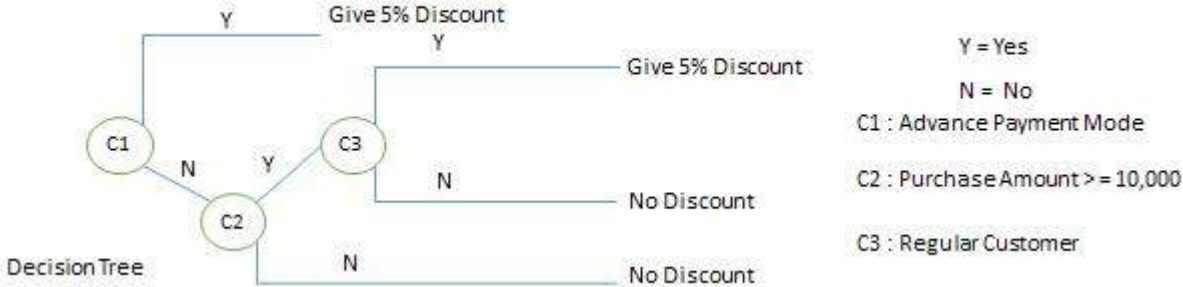 Y
Give 5% Discount
Y
Give 5% Discount
C1
N
Y
C3
N
No Discount
C2
N
No Discount
Decision Tree
Y = Yes
N = No
C1 : Advance Payment Mode
C2 : Purchase Amount >= 10,000
C3 : Regular Customer